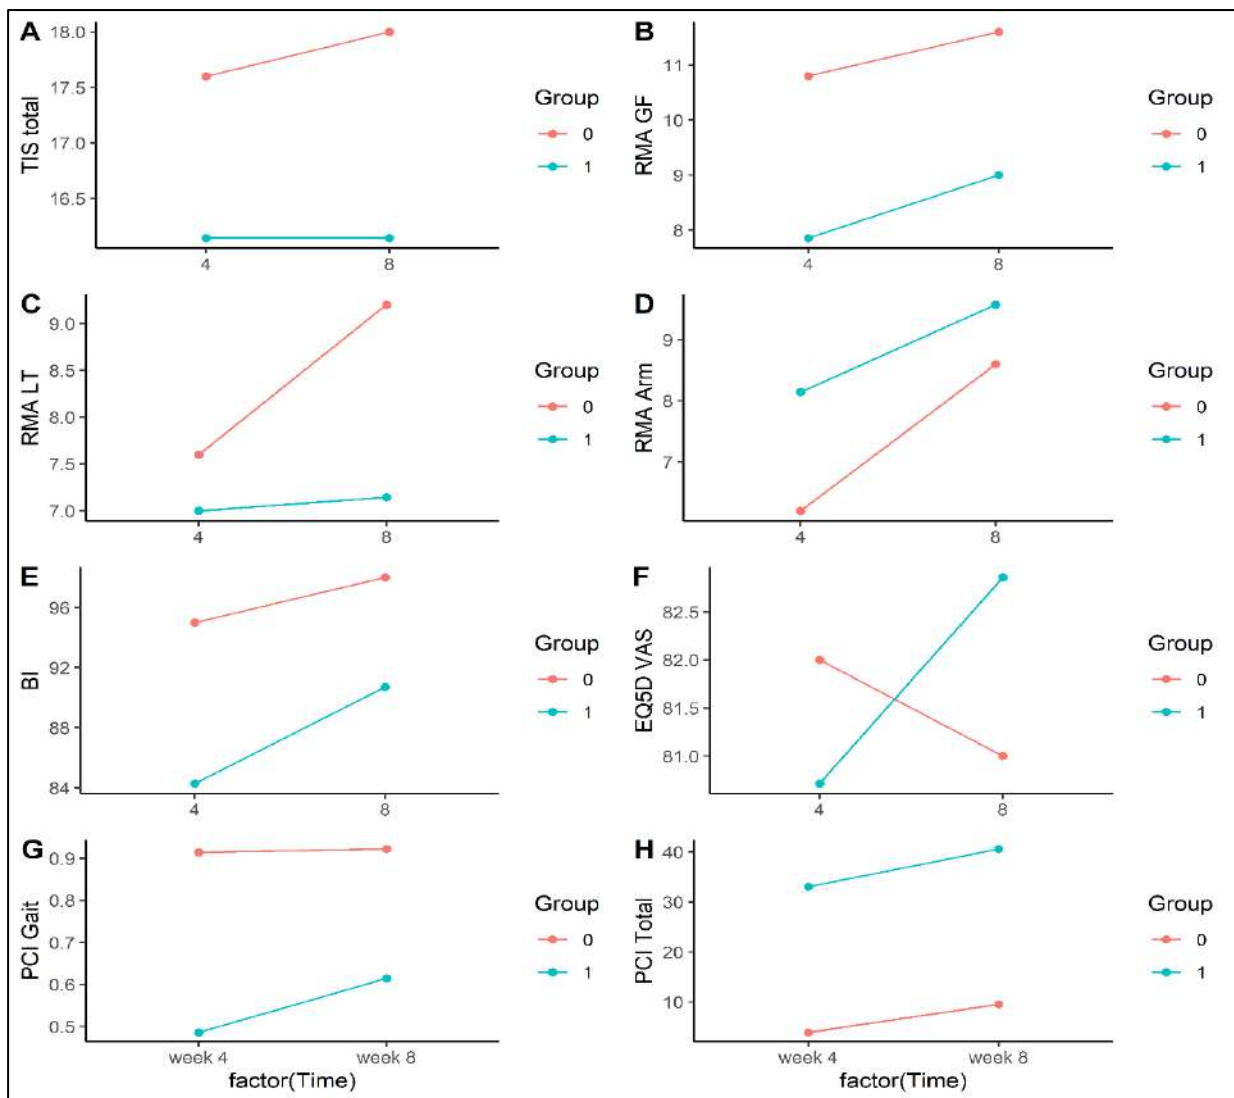 A
TIS total
18.0
17.5
17.0
16.5
4
8
Group
0
1
B
RMA GF
11
10
9
8
4
8
Group
0
1
C
RMA LT
9.0
8.5
8.0
7.5
7.0
4
8
Group
0
1
D
RMA Arm
9
8
7
4
8
Group
0
1
E
BI
96
92
88
84
4
8
Group
0
1
F
EQ5D VAS
82.5
82.0
81.5
81.0
4
8
Group
0
1
G
PCI Gait
0.9
0.8
0.7
0.6
0.5
week 4
week 8
factor(Time)
Group
0
1
H
PCI Total
40
30
20
10
week 4
week 8
factor(Time)
Group
0
1